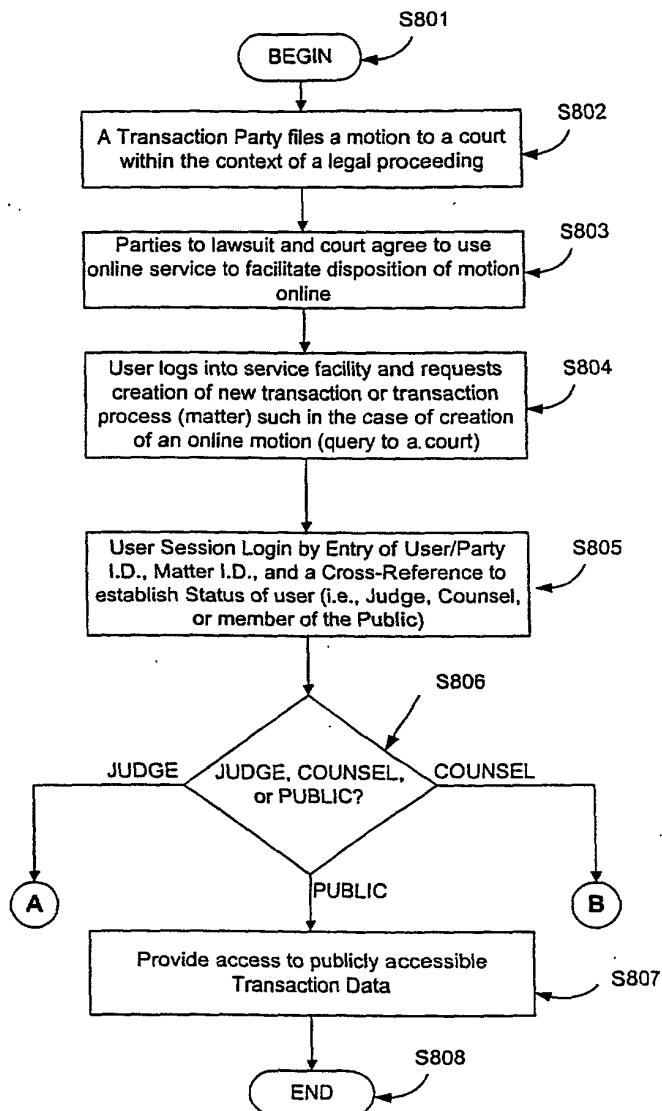 S801
BEGIN
S802
A Transaction Party files a motion to a court
within the context of a legal proceeding
S803
Parties to lawsuit and court agree to use
online service to facilitate disposition of motion
online
S804
User logs into service facility and requests
creation of new transaction or transaction
process (matter) such in the case of creation
of an online motion (query to a court)
S805
User Session Login by Entry of User/Party
I.D., Matter I.D., and a Cross-Reference to
establish Status of user (i.e., Judge, Counsel,
or member of the Public)
S806
JUDGE
JUDGE, COUNSEL,
or PUBLIC?
COUNSEL
A
PUBLIC
B
Provide access to publicly accessible
Transaction Data
S807
S808
END